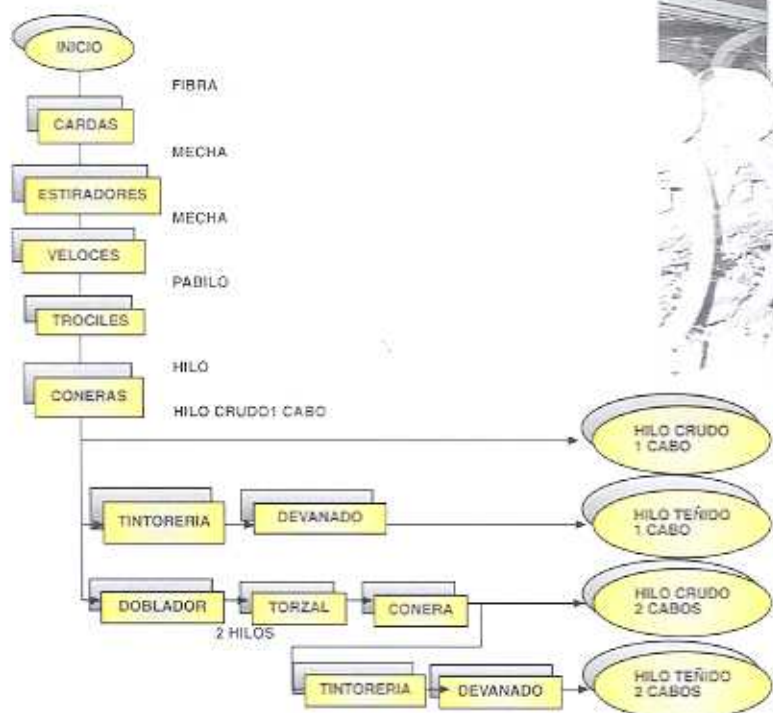 INICIO
FIBRA
CARDAS
MECHA
ESTIRADORES
MECHA
VELOCES
PABILO
TROCILES
HILO
CONERAS
HILO CRUDO1 CABO
HILO CRUDO
1 CABO
TINTORERIA
DEVANADO
HILO TEÑIDO
1 CABO
DOBLADOR
TORZAL
CONERA
HILO CRUDO
2 CABOS
2 HILOS
TINTORERIA
DEVANADO
HILO TEÑIDO
2 CABOS